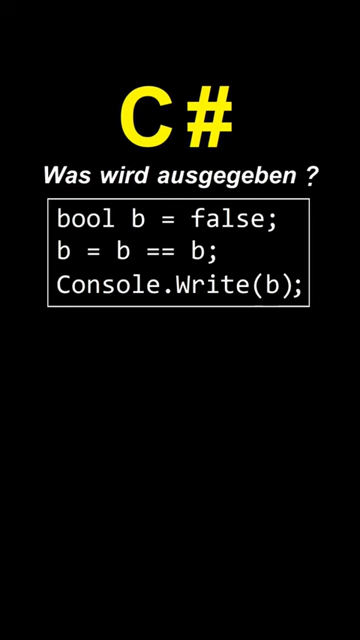 C#
Was wird ausgegeben ?
bool b = false;
b = b == b;
Console.Write(b);